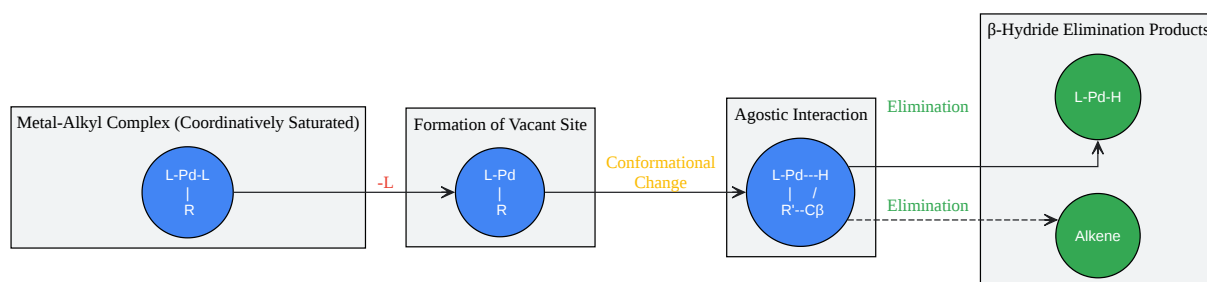 Metal-Alkyl Complex (Coordinatively Saturated)
L-Pd-L
|
R
-L
Formation of Vacant Site
L-Pd
|
R
Conformational
Change
Agostic Interaction
L-Pd---H
|    /
R'--Cβ
Elimination
Elimination
β-Hydride Elimination Products
L-Pd-H
Alkene